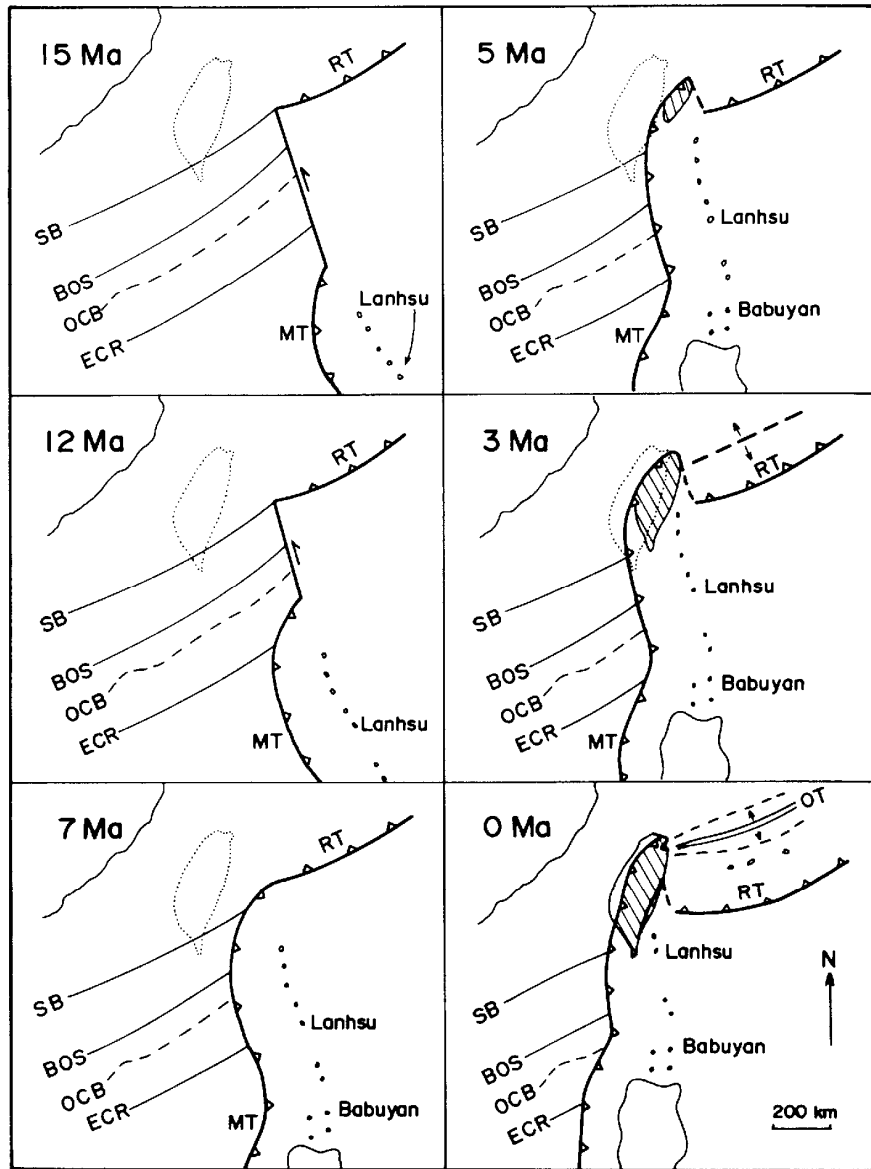 15 Ma
RT
SB
BOS
OCB
ECR
MT
Lanhsu
5 Ma
RT
SB
BOS
OCB
ECR
MT
Lanhsu
Babuyan
12 Ma
RT
SB
BOS
OCB
ECR
MT
Lanhsu
3 Ma
RT
SB
BOS
OCB
ECR
MT
Lanhsu
Babuyan
7 Ma
RT
SB
BOS
OCB
ECR
MT
Lanhsu
Babuyan
0 Ma
OT
RT
SB
BOS
OCB
ECR
Lanhsu
Babuyan
MT
N
200 km